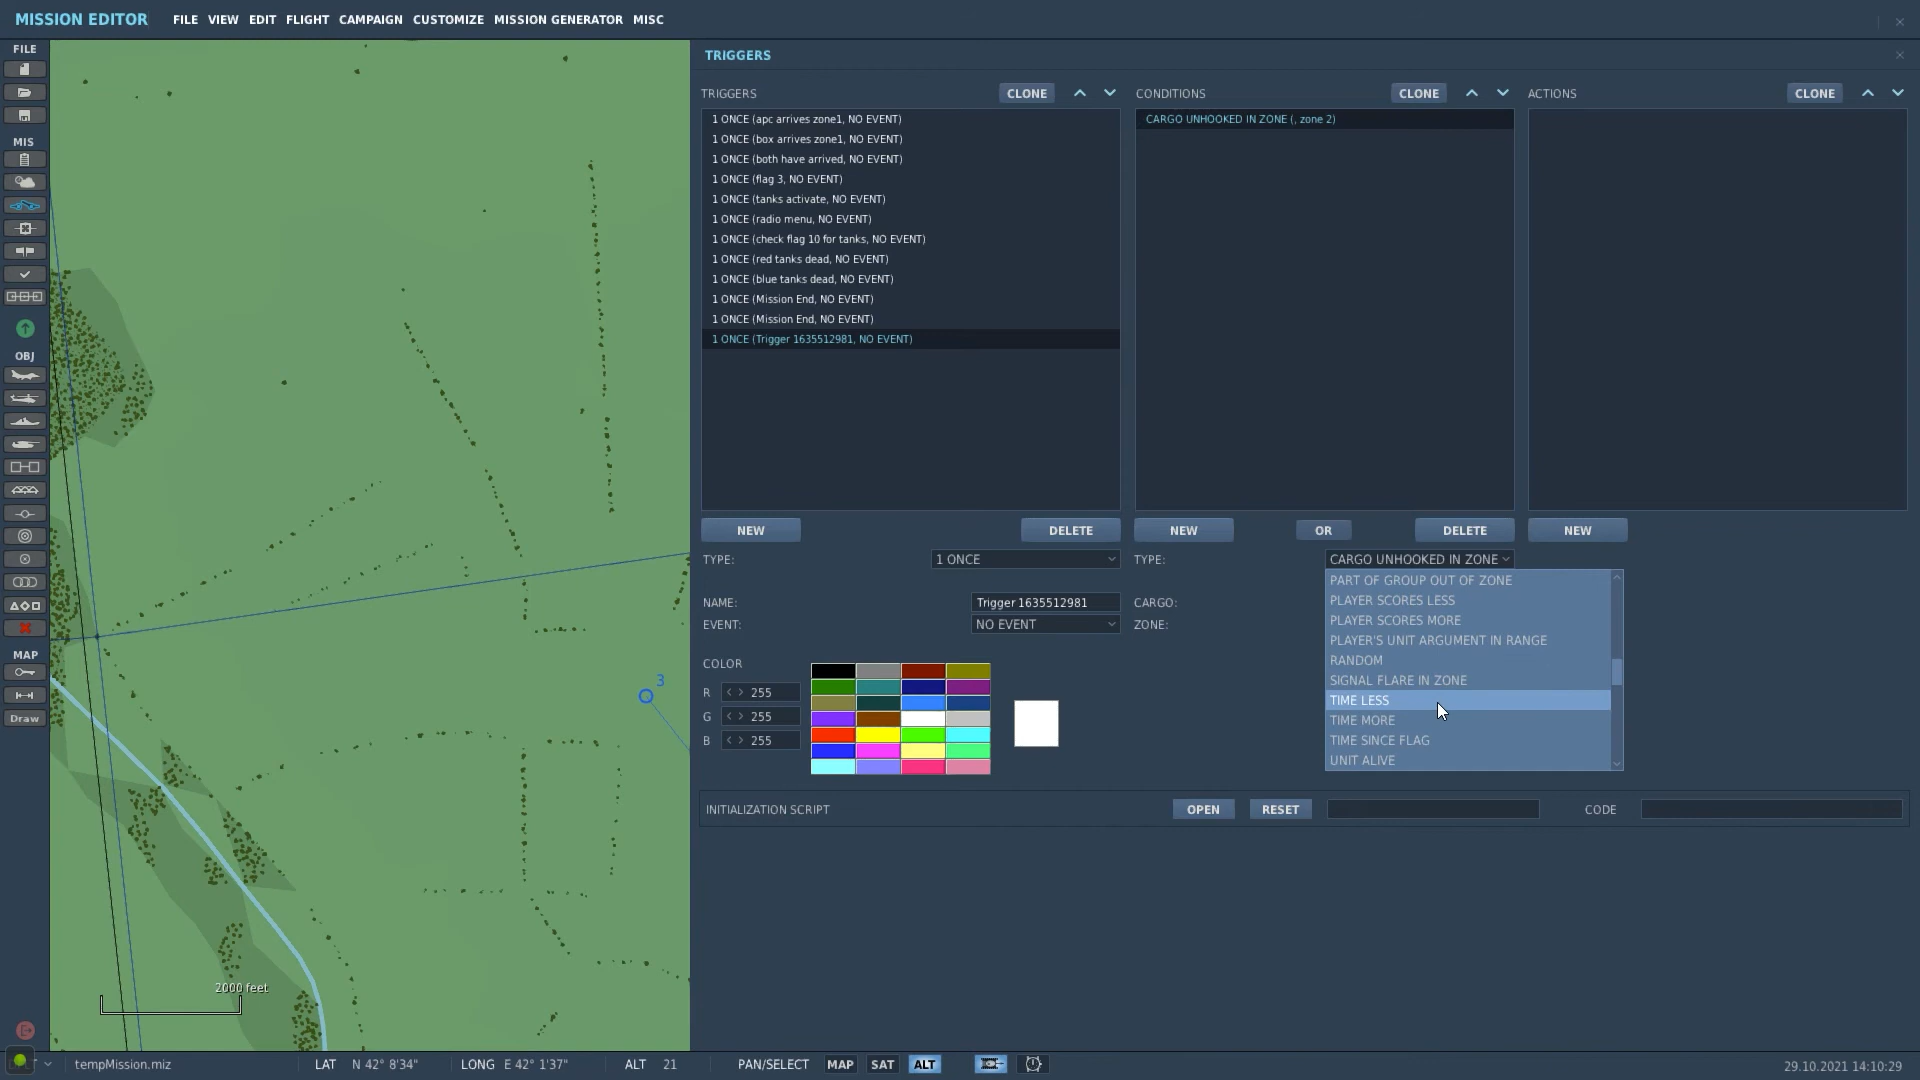 MISSION EDITOR FILE VIEW EDIT FLIGHT CAMPAIGN CUSTOMIZE MISSION GENERATOR MISC
FILE
MIS
OBJ
MAP
Draw
3
2000 feet
TRIGGERS
TRIGGERS CLONE
1 ONCE (apc arrives zone1, NO EVENT)
1 ONCE (box arrives zone1, NO EVENT)
1 ONCE (both have arrived, NO EVENT)
1 ONCE (flag 3, NO EVENT)
1 ONCE (tanks activate, NO EVENT)
1 ONCE (radio menu, NO EVENT)
1 ONCE (check flag 10 for tanks, NO EVENT)
1 ONCE (red tanks dead, NO EVENT)
1 ONCE (blue tanks dead, NO EVENT)
1 ONCE (Mission End, NO EVENT)
1 ONCE (Mission End, NO EVENT)
1 ONCE (Trigger 1635512981, NO EVENT)
NEW DELETE
TYPE: 1 ONCE
NAME: Trigger 1635512981
EVENT: NO EVENT
COLOR
R 255
G 255
B 255
CONDITIONS CLONE
CARGO UNHOOKED IN ZONE (, zone 2)
NEW OR DELETE
TYPE: CARGO UNHOOKED IN ZONE
CARGO:
ZONE:
PART OF GROUP OUT OF ZONE
PLAYER SCORES LESS
PLAYER SCORES MORE
PLAYER'S UNIT ARGUMENT IN RANGE
RANDOM
SIGNAL FLARE IN ZONE
TIME LESS
TIME MORE
TIME SINCE FLAG
UNIT ALIVE
ACTIONS CLONE
NEW
INITIALIZATION SCRIPT OPEN RESET CODE
tempMission.miz LAT N 42° 8'34" LONG E 42° 1'37" ALT 21 PAN/SELECT MAP SAT ALT 29.10.2021 14:10:29